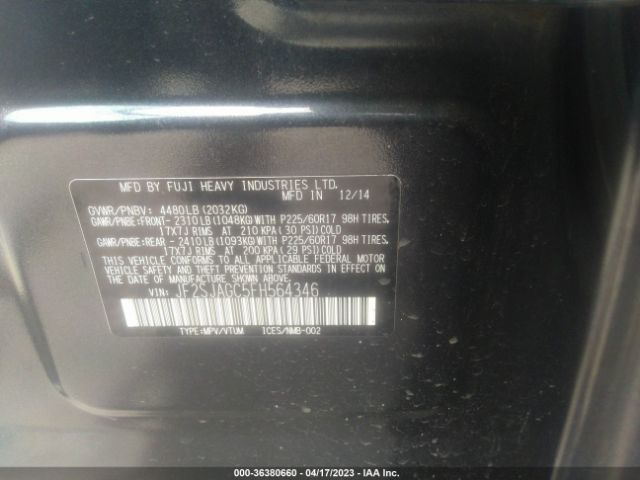 MFD BY FUJI HEAVY INDUSTRIES LTD.
MFD IN 12/14
GVWR/PNBV: 4480LB(2032KG)
GAWR/PNBE:FRONT- 2310LB(1048KG)WITH P225/60R17 98H TIRES,
17X7J RIMS AT 210 KPA(30 PSI)COLD
GAWR/PNBE:REAR - 2410LB(1093KG)WITH P225/60R17 98H TIRES,
17X7J RIMS AT 200 KPA(29 PSI)COLD
THIS VEHICLE CONFORMS TO ALL APPLICABLE FEDERAL MOTOR
VEHICLE SAFETY AND THEFT PREVENTION STANDARDS IN EFFECT ON
THE DATE OF MANUFACTURE SHOWN ABOVE.
VIN: JF2SJAGC5FH564346
TYPE:MPV/VTUM ICES/NMB-002
000-36380660 - 04/17/2023 - IAA Inc.